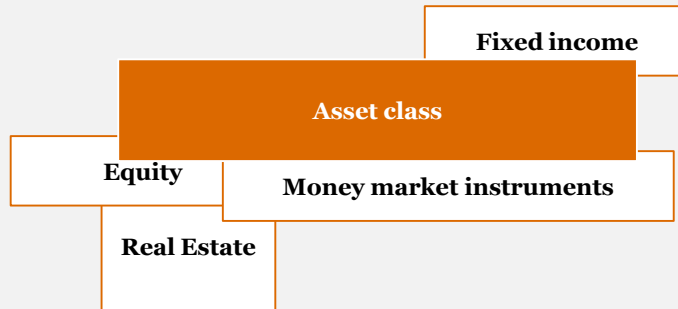 Fixed income
Asset class
Equity
Money market instruments
Real Estate